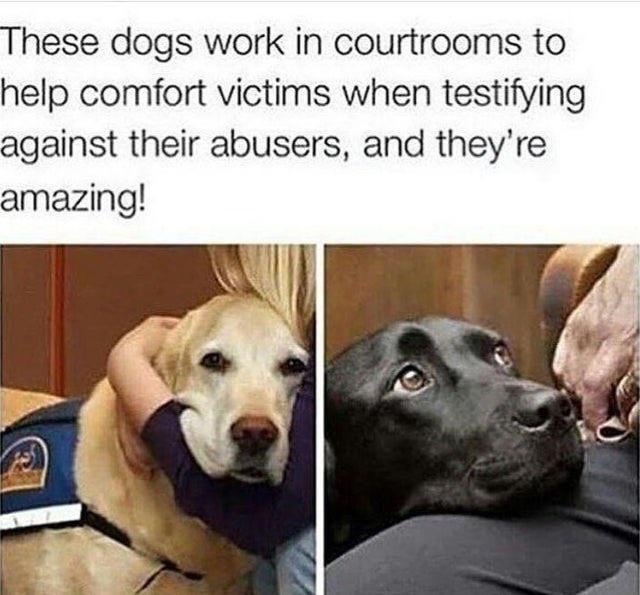 These dogs work in courtrooms to
help comfort victims when testifying
against their abusers, and they're
amazing!